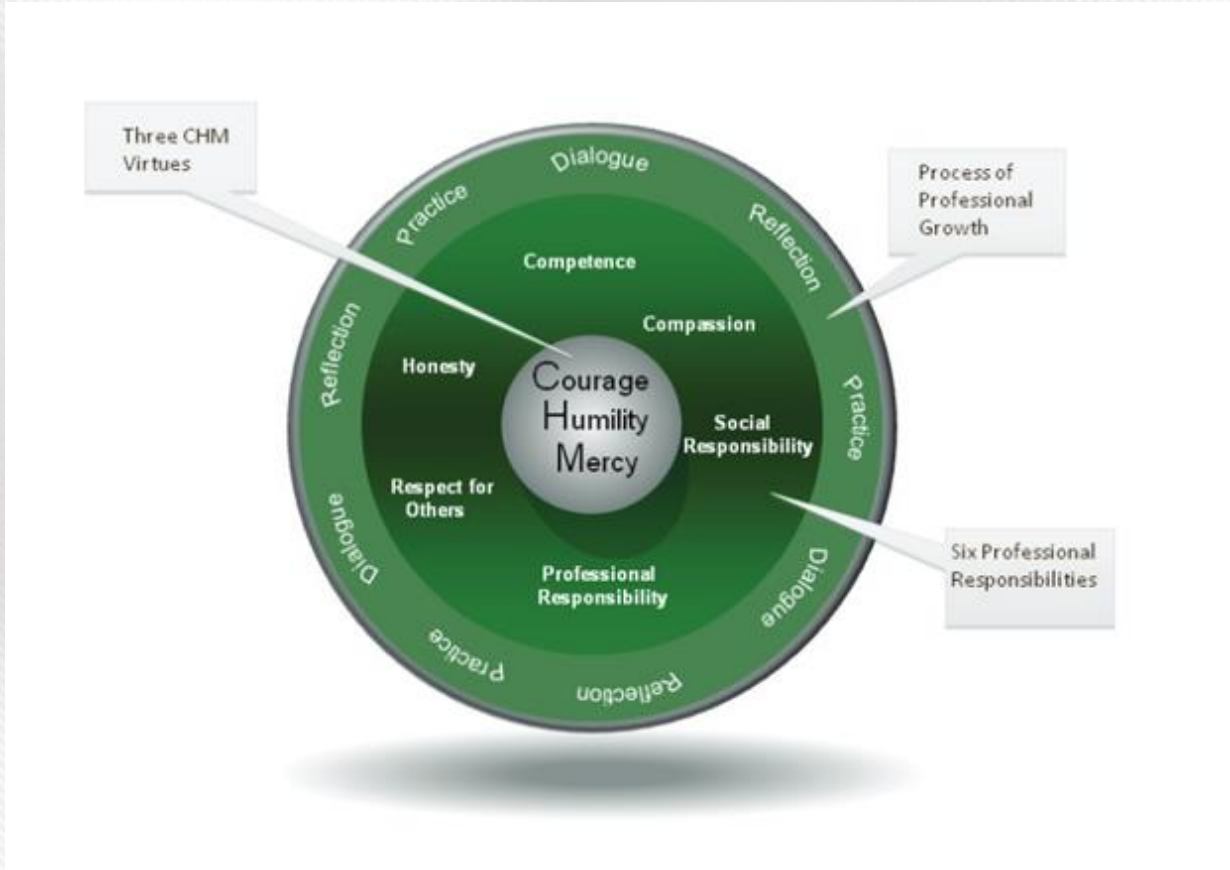 Three CHM
Virtues
Process of
Professional
Growth
Six Professional
Responsibilities
Dialogue
Reflection
Practice
Dialogue
Reflection
Practice
Dialogue
Reflection
Practice
Competence
Compassion
Social
Responsibility
Professional
Responsibility
Respect for
Others
Honesty
Courage
Humility
Mercy